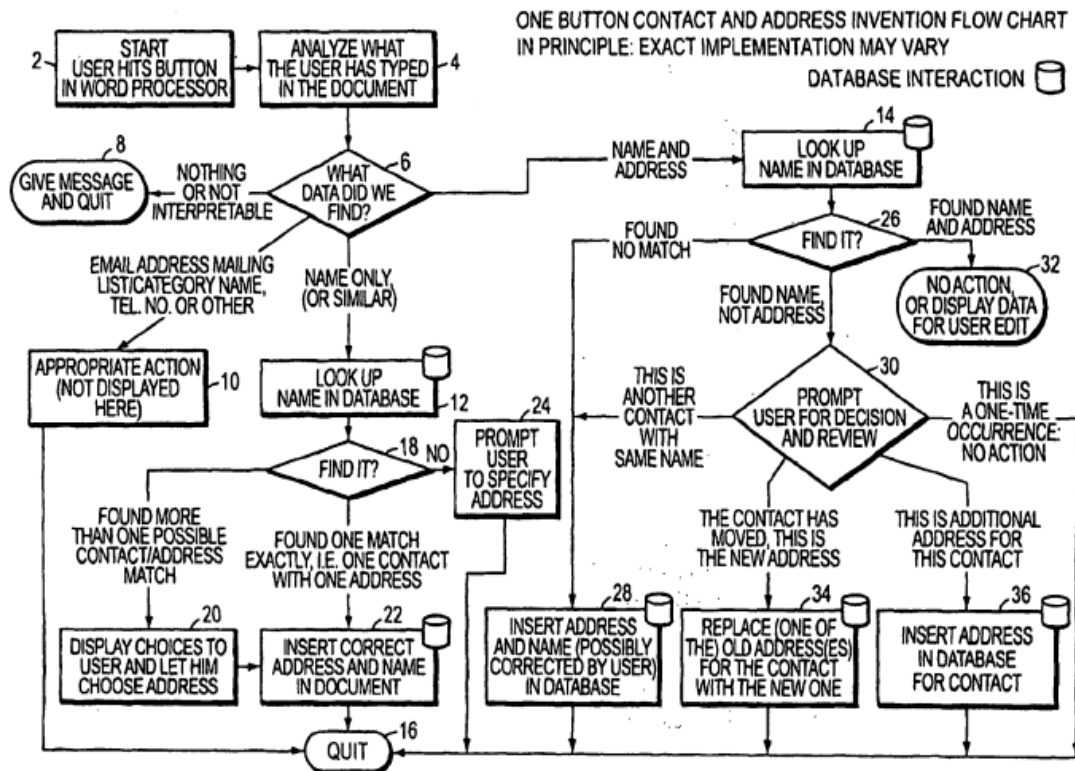 ONE BUTTON CONTACT AND ADDRESS INVENTION FLOW CHART
IN PRINCIPLE: EXACT IMPLEMENTATION MAY VARY
DATABASE INTERACTION
2
START
USER HITS BUTTON
IN WORD PROCESSOR
ANALYZE WHAT
THE USER HAS TYPED
IN THE DOCUMENT
4
8
GIVE MESSAGE
AND QUIT
NOTHING
OR NOT
INTERPRETABLE
6
WHAT
DATA DID WE
FIND?
NAME AND
ADDRESS
14
LOOK UP
NAME IN DATABASE
EMAIL ADDRESS MAILING
LIST/CATEGORY NAME,
TEL. NO. OR OTHER
NAME ONLY,
(OR SIMILAR)
FOUND
NO MATCH
26
FIND IT?
FOUND NAME
AND ADDRESS
32
NO ACTION,
OR DISPLAY DATA
FOR USER EDIT
FOUND NAME,
NOT ADDRESS
APPROPRIATE ACTION
(NOT DISPLAYED
HERE)
10
LOOK UP
NAME IN DATABASE
12
24
PROMPT
USER
TO SPECIFY
ADDRESS
THIS IS
ANOTHER
CONTACT
WITH
SAME NAME
30
PROMPT
USER FOR DECISION
AND REVIEW
THIS IS
A ONE-TIME
OCCURRENCE:
NO ACTION
18
FIND IT?
NO
FOUND MORE
THAN ONE POSSIBLE
CONTACT/ADDRESS
MATCH
FOUND ONE MATCH
EXACTLY, I.E. ONE CONTACT
WITH ONE ADDRESS
THE CONTACT HAS
MOVED, THIS IS
THE NEW ADDRESS
THIS IS ADDITIONAL
ADDRESS FOR
THIS CONTACT
20
DISPLAY CHOICES TO
USER AND LET HIM
CHOOSE ADDRESS
22
INSERT CORRECT
ADDRESS AND NAME
IN DOCUMENT
28
INSERT ADDRESS
AND NAME (POSSIBLY
CORRECTED BY USER)
IN DATABASE
34
REPLACE (ONE OF
THE) OLD ADDRESS(ES)
FOR THE CONTACT
WITH THE NEW ONE
36
INSERT ADDRESS
IN DATABASE
FOR CONTACT
16
QUIT